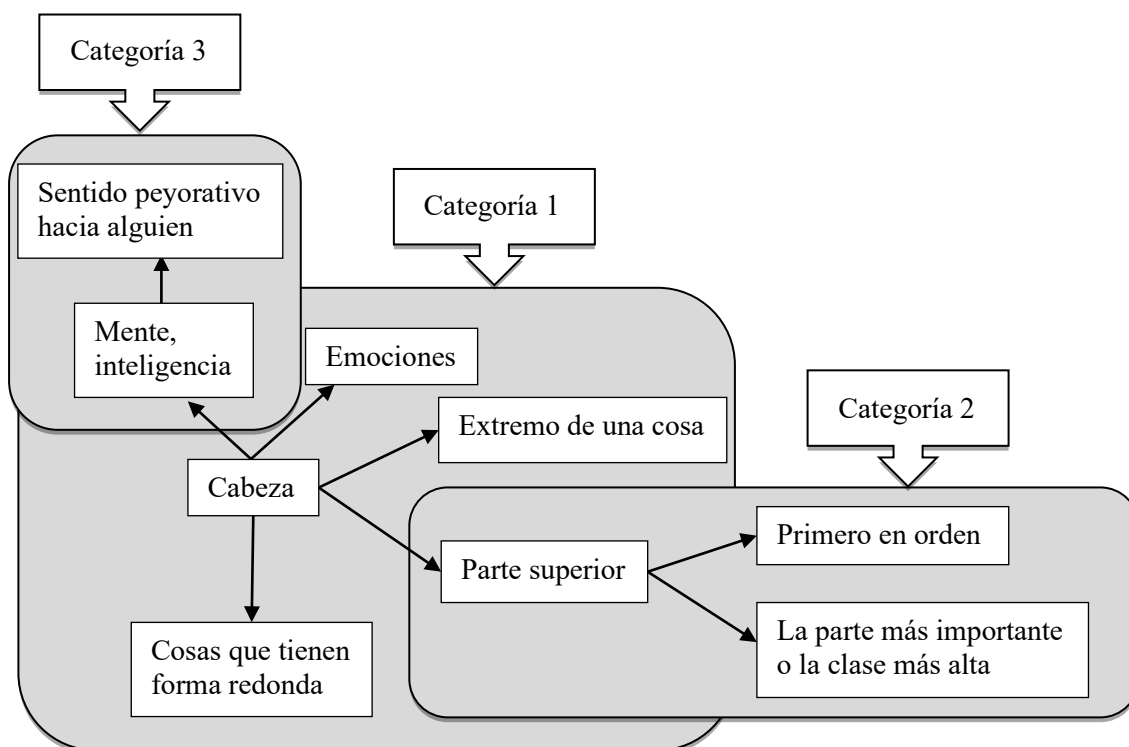 Categoría 3
Sentido peyorativo
hacia alguien
Categoría 1
Mente,
inteligencia
Emociones
Categoría 2
Extremo de una cosa
Cabeza
Primero en orden
Parte superior
Cosas que tienen
forma redonda
La parte más importante
o la clase más alta